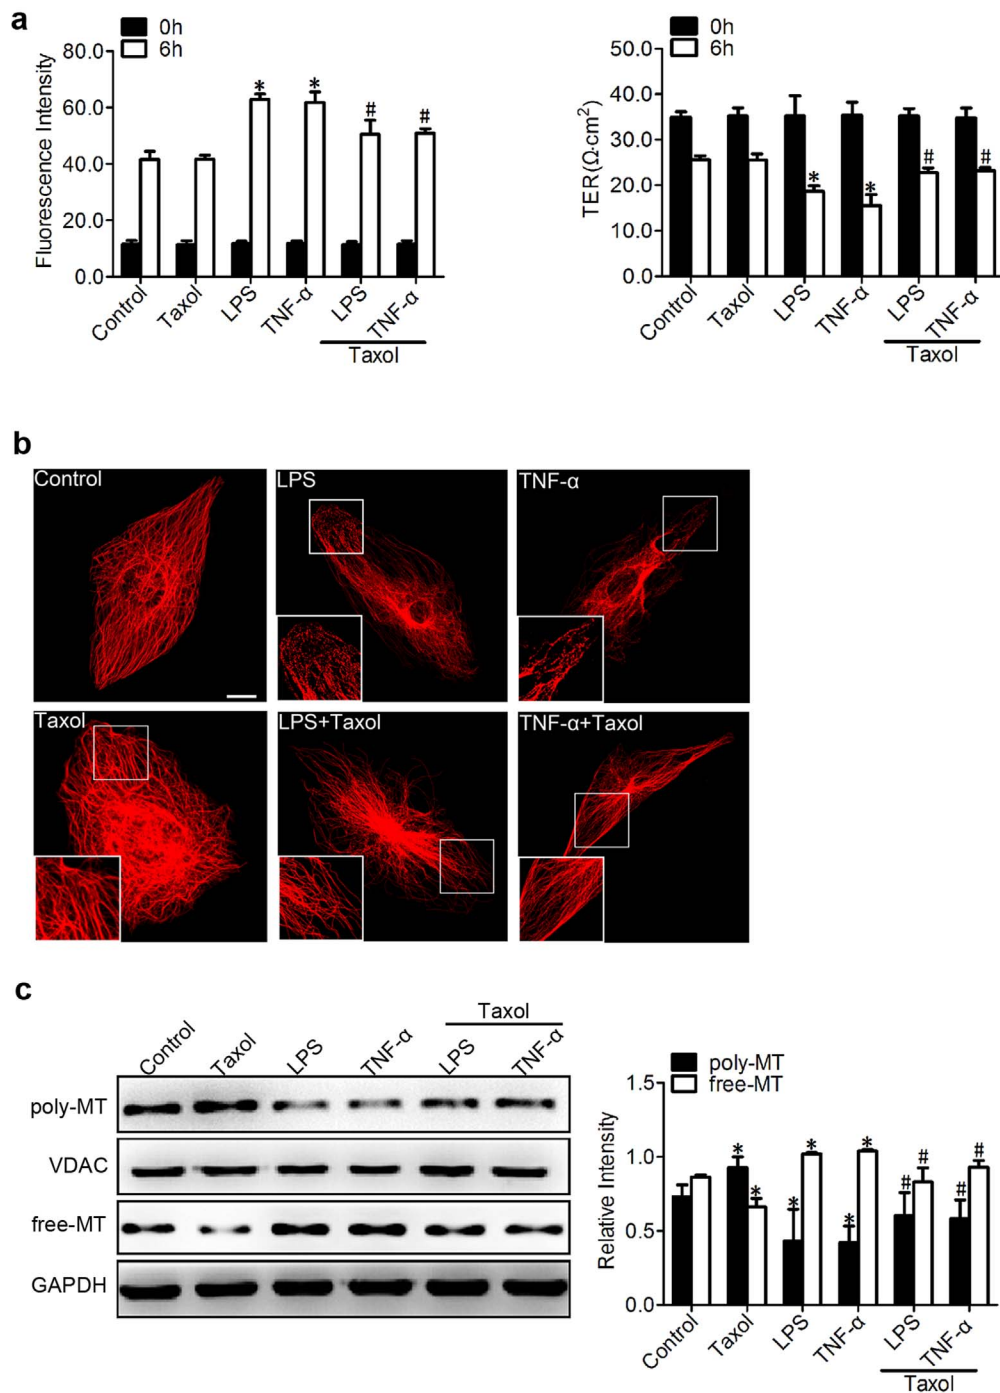 a
0h
6h
Fluorescence Intensity
80.0
60.0
40.0
20.0
0.0
* * # #
Control Taxol LPS TNF-α LPS TNF-α
Taxol
0h
6h
TER(Ω·cm²)
50.0
40.0
30.0
20.0
10.0
0.0
* * # #
Control Taxol LPS TNF-α LPS TNF-α
Taxol
b
Control LPS TNF-α
Taxol LPS+Taxol TNF-α+Taxol
c
Taxol
Control Taxol LPS TNF-α LPS TNF-α
poly-MT
VDAC
free-MT
GAPDH
poly-MT
free-MT
Relative Intensity
1.5
1.0
0.5
0.0
* * * * * * # # # #
Control Taxol LPS TNF-α LPS TNF-α
Taxol